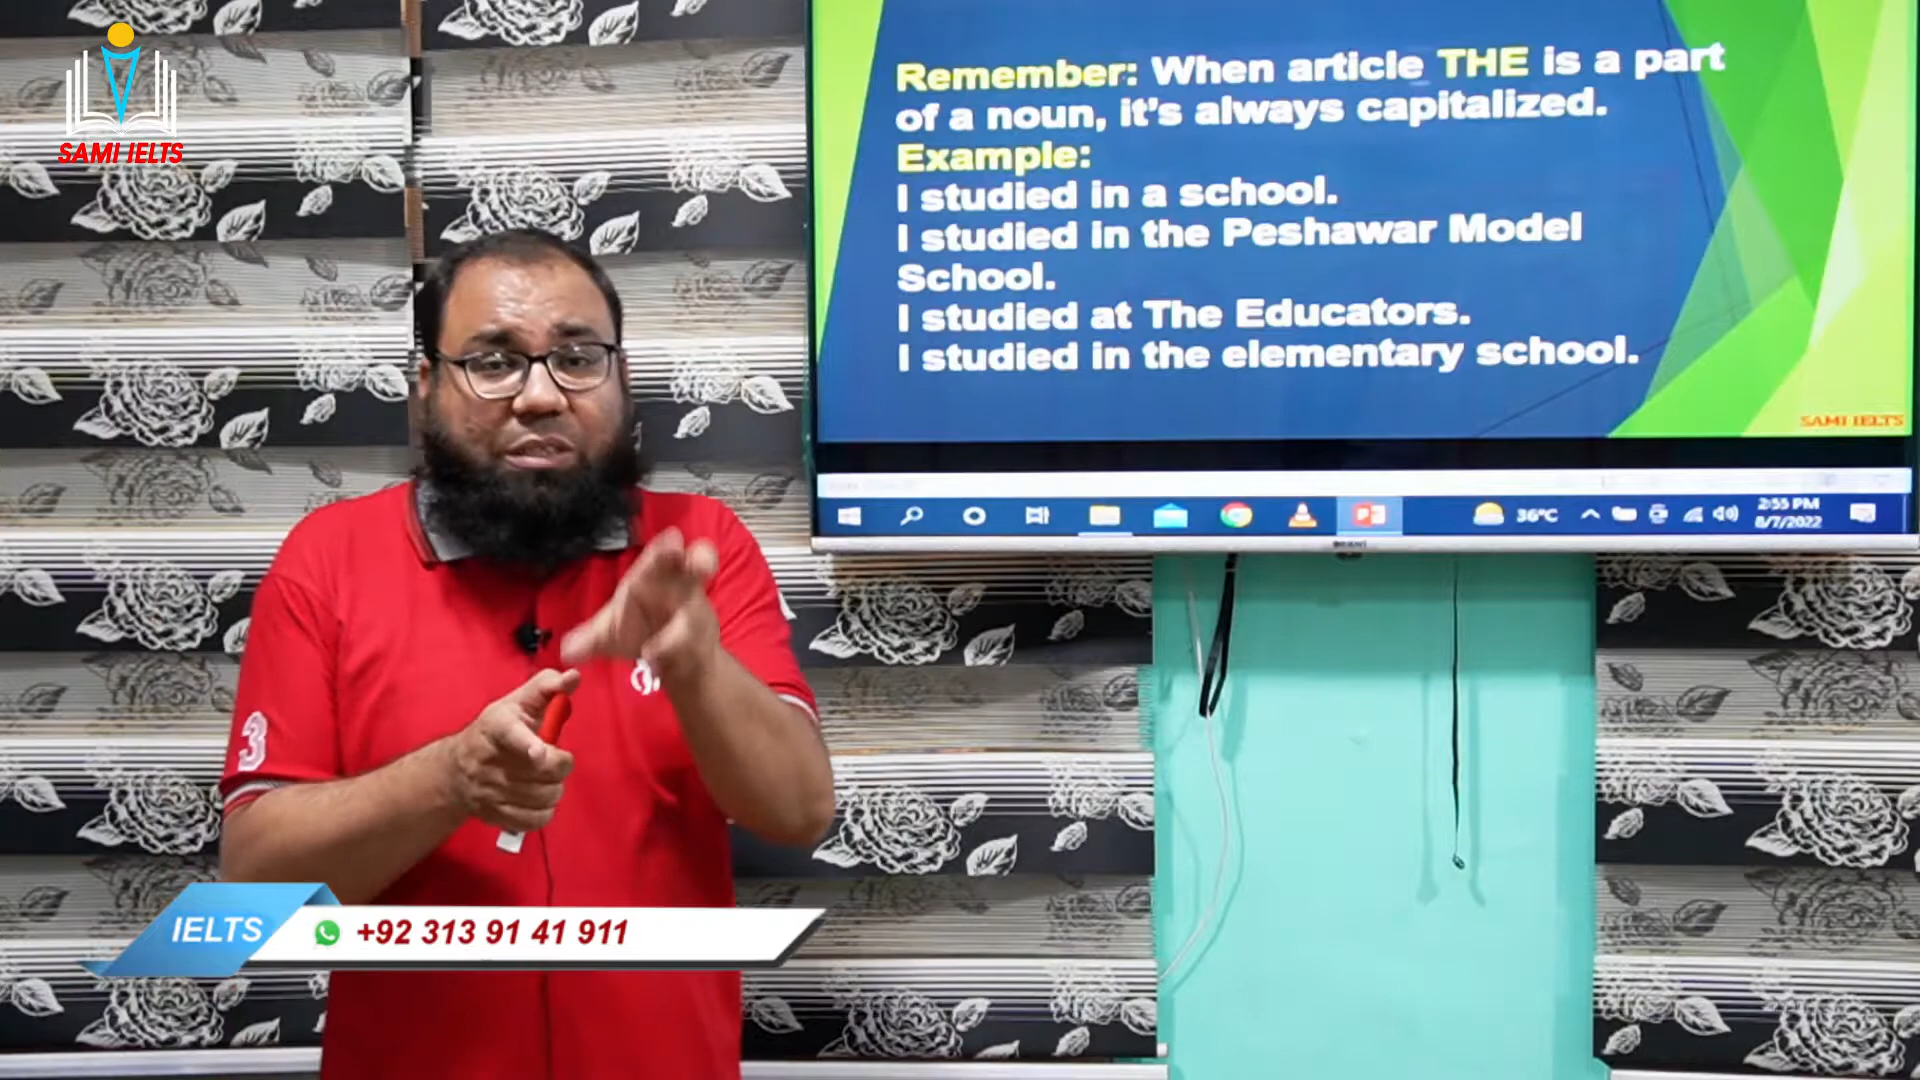 SAMI IELTS
Remember: When article THE is a part
of a noun, it's always capitalized.
Example:
I studied in a school.
I studied in the Peshawar Model
School.
I studied at The Educators.
I studied in the elementary school.
SAMI IELTS
36°C
2:55 PM
8/7/2022
3
IELTS
+92 313 91 41 911